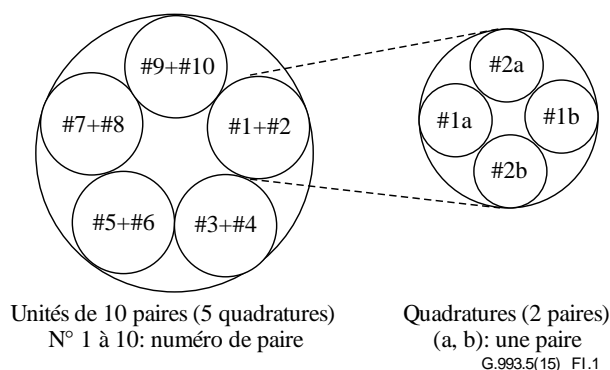 #9+#10
#7+#8
#1+#2
#5+#6
#3+#4
#2a
#1a
#1b
#2b
Unités de 10 paires (5 quadratures)
N° 1 à 10: numéro de paire
Quadratures (2 paires)
(a, b): une paire
G.993.5(15)_FI.1